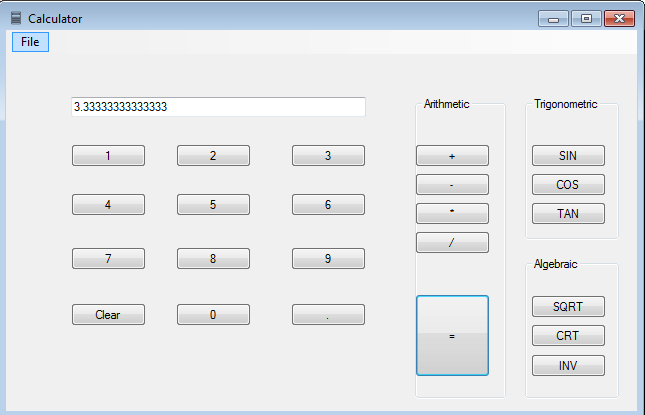 Calculator
File
3.33333333333333
Arithmetic
Trigonometric
1 2 3 + SIN
- COS
4 5 6 * TAN
/
7 8 9 Algebraic
Clear 0 . = SQRT
CRT
INV